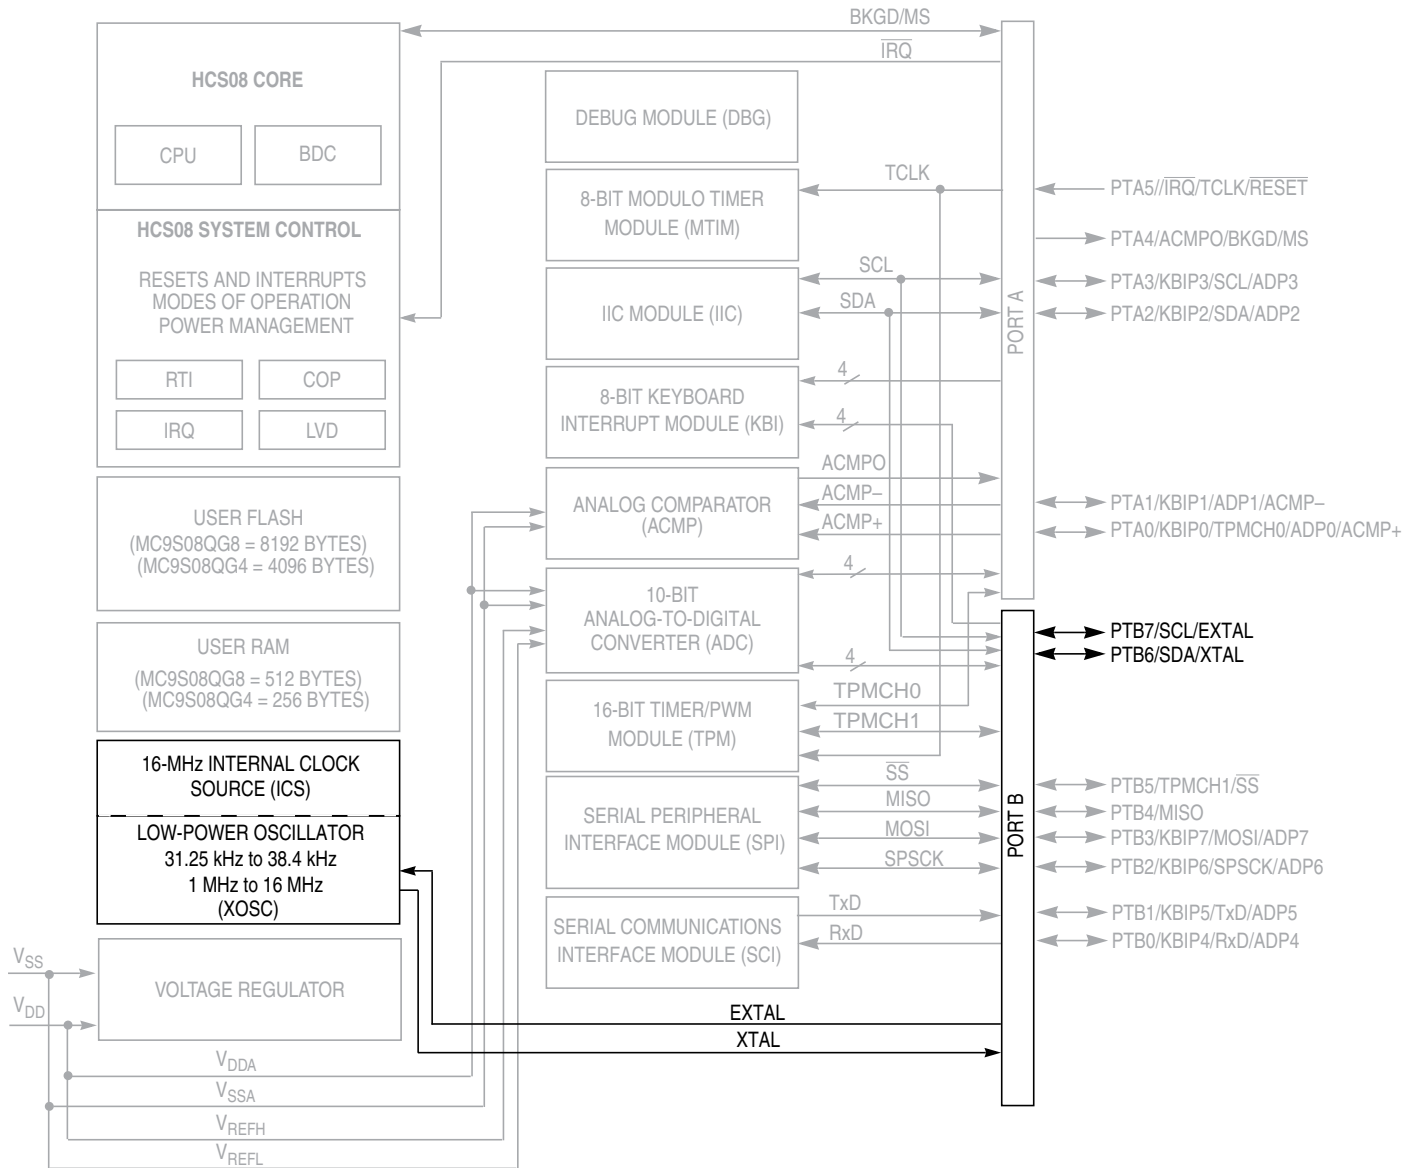 BKGD/MS
IRQ
HCS08 CORE
CPU
BDC
HCS08 SYSTEM CONTROL
RESETS AND INTERRUPTS
MODES OF OPERATION
POWER MANAGEMENT
RTI
COP
IRQ
LVD
USER FLASH
(MC9S08QG8 = 8192 BYTES)
(MC9S08QG4 = 4096 BYTES)
USER RAM
(MC9S08QG8 = 512 BYTES)
(MC9S08QG4 = 256 BYTES)
16-MHz INTERNAL CLOCK
SOURCE (ICS)
LOW-POWER OSCILLATOR
31.25 kHz to 38.4 kHz
1 MHz to 16 MHz
(XOSC)
VSS
VDD
VOLTAGE REGULATOR
VDDA
VSSA
VREFH
VREFL
DEBUG MODULE (DBG)
8-BIT MODULO TIMER
MODULE (MTIM)
TCLK
IIC MODULE (IIC)
SCL
SDA
8-BIT KEYBOARD
INTERRUPT MODULE (KBI)
4
4
ANALOG COMPARATOR
(ACMP)
ACMPO
ACMP–
ACMP+
10-BIT
ANALOG-TO-DIGITAL
CONVERTER (ADC)
4
4
16-BIT TIMER/PWM
MODULE (TPM)
TPMCH0
TPMCH1
SERIAL PERIPHERAL
INTERFACE MODULE (SPI)
SS
MISO
MOSI
SPSCK
SERIAL COMMUNICATIONS
INTERFACE MODULE (SCI)
TxD
RxD
EXTAL
XTAL
PORT A
PORT B
PTA5//IRQ/TCLK/RESET
PTA4/ACMPO/BKGD/MS
PTA3/KBIP3/SCL/ADP3
PTA2/KBIP2/SDA/ADP2
PTA1/KBIP1/ADP1/ACMP–
PTA0/KBIP0/TPMCH0/ADP0/ACMP+
PTB7/SCL/EXTAL
PTB6/SDA/XTAL
PTB5/TPMCH1/SS
PTB4/MISO
PTB3/KBIP7/MOSI/ADP7
PTB2/KBIP6/SPSCK/ADP6
PTB1/KBIP5/TxD/ADP5
PTB0/KBIP4/RxD/ADP4